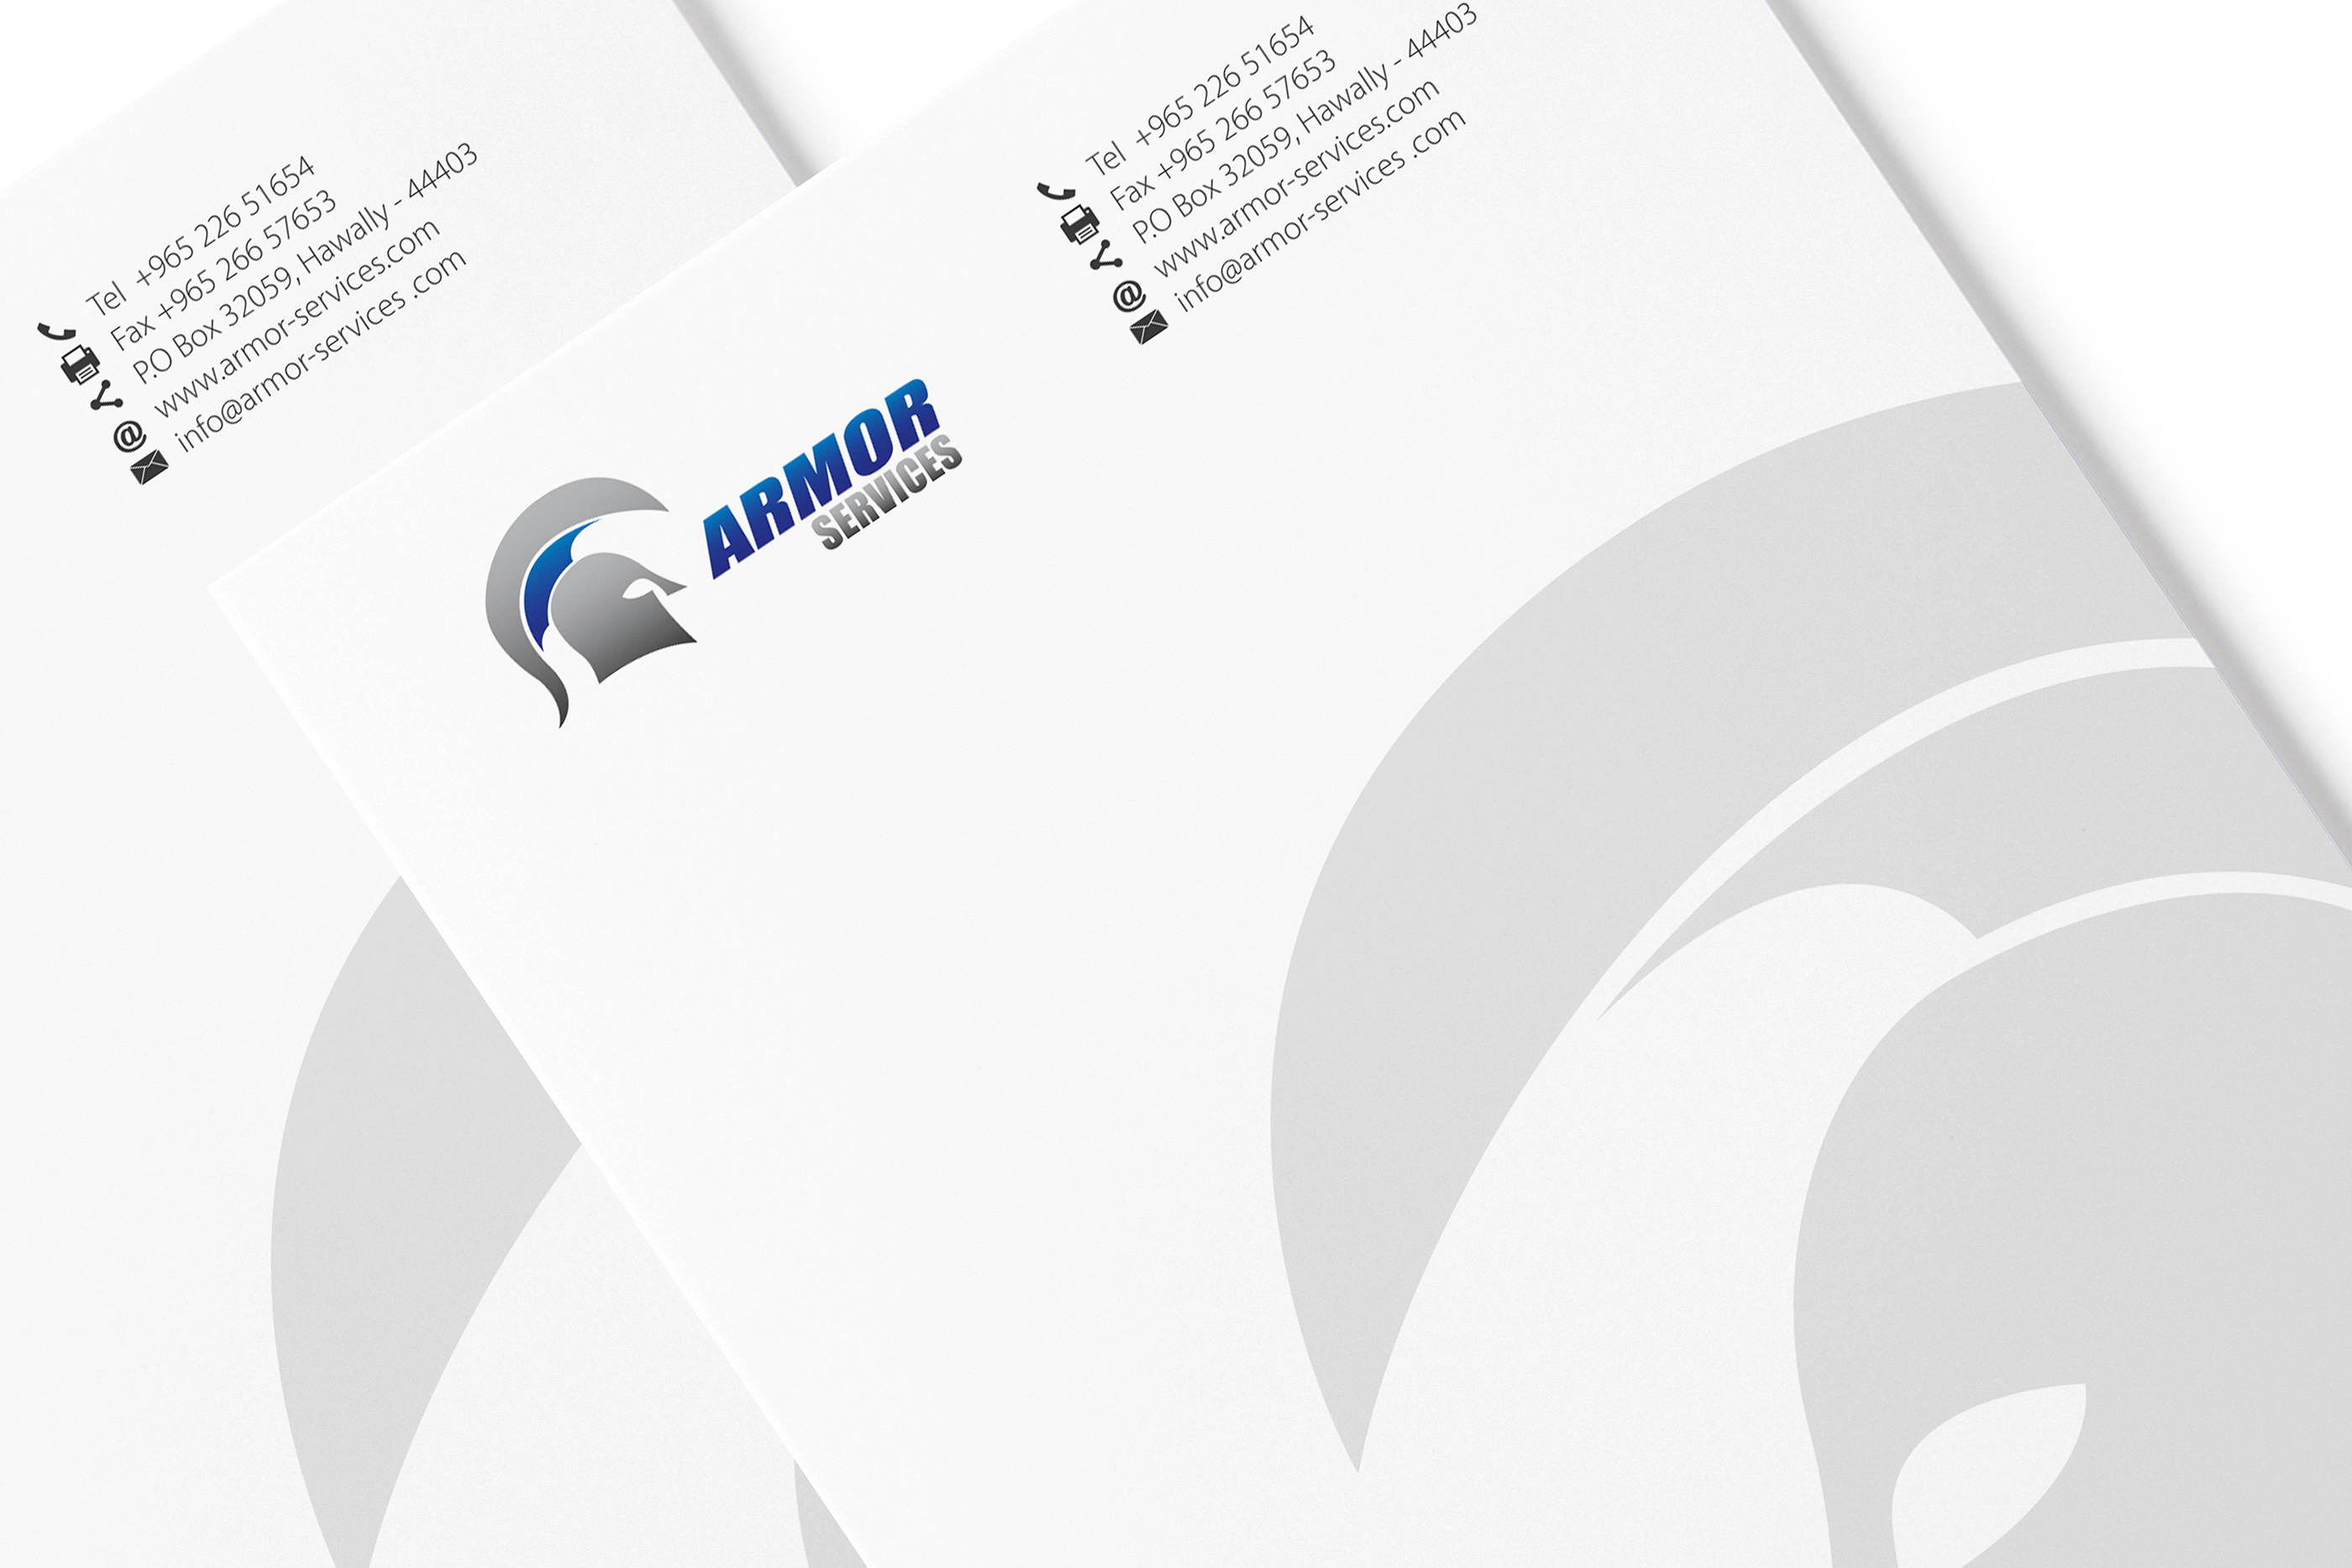 Tel +965 226 51654
Fax +965 266 57653
P.O Box 32059, Hawally - 44403
www.armor-services.com
info@armor-services .com
ARMOR
SERVICES
Tel +965 226 51654
Fax +965 266 57653
P.O Box 32059, Hawally - 44403
www.armor-services.com
info@armor-services .com